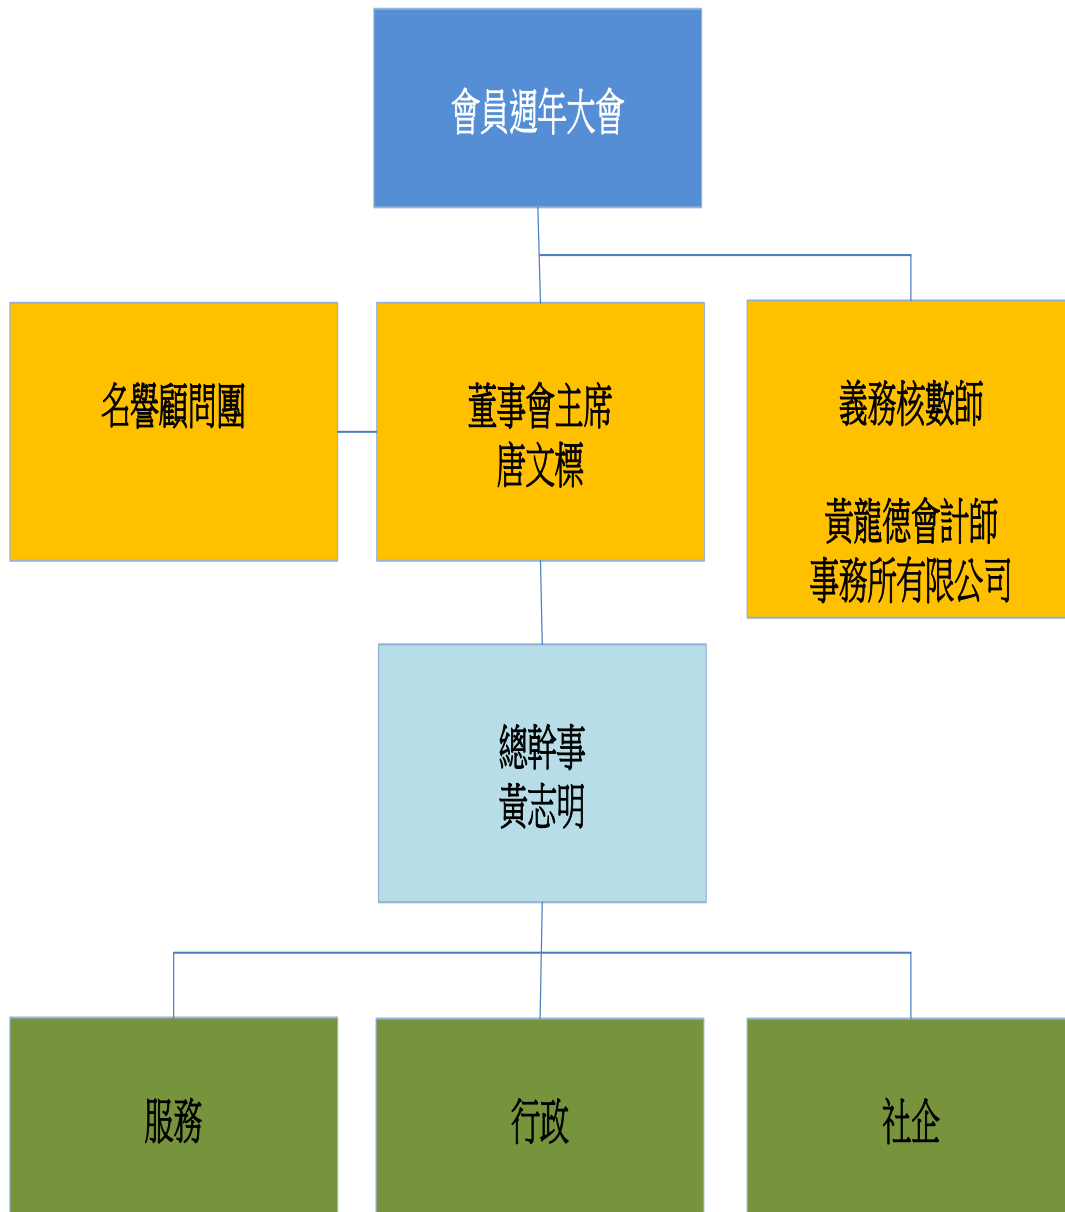 會員週年大會
名譽顧問團
董事會主席
唐文標
義務核數師
黃龍德會計師
事務所有限公司
總幹事
黃志明
服務
行政
社企